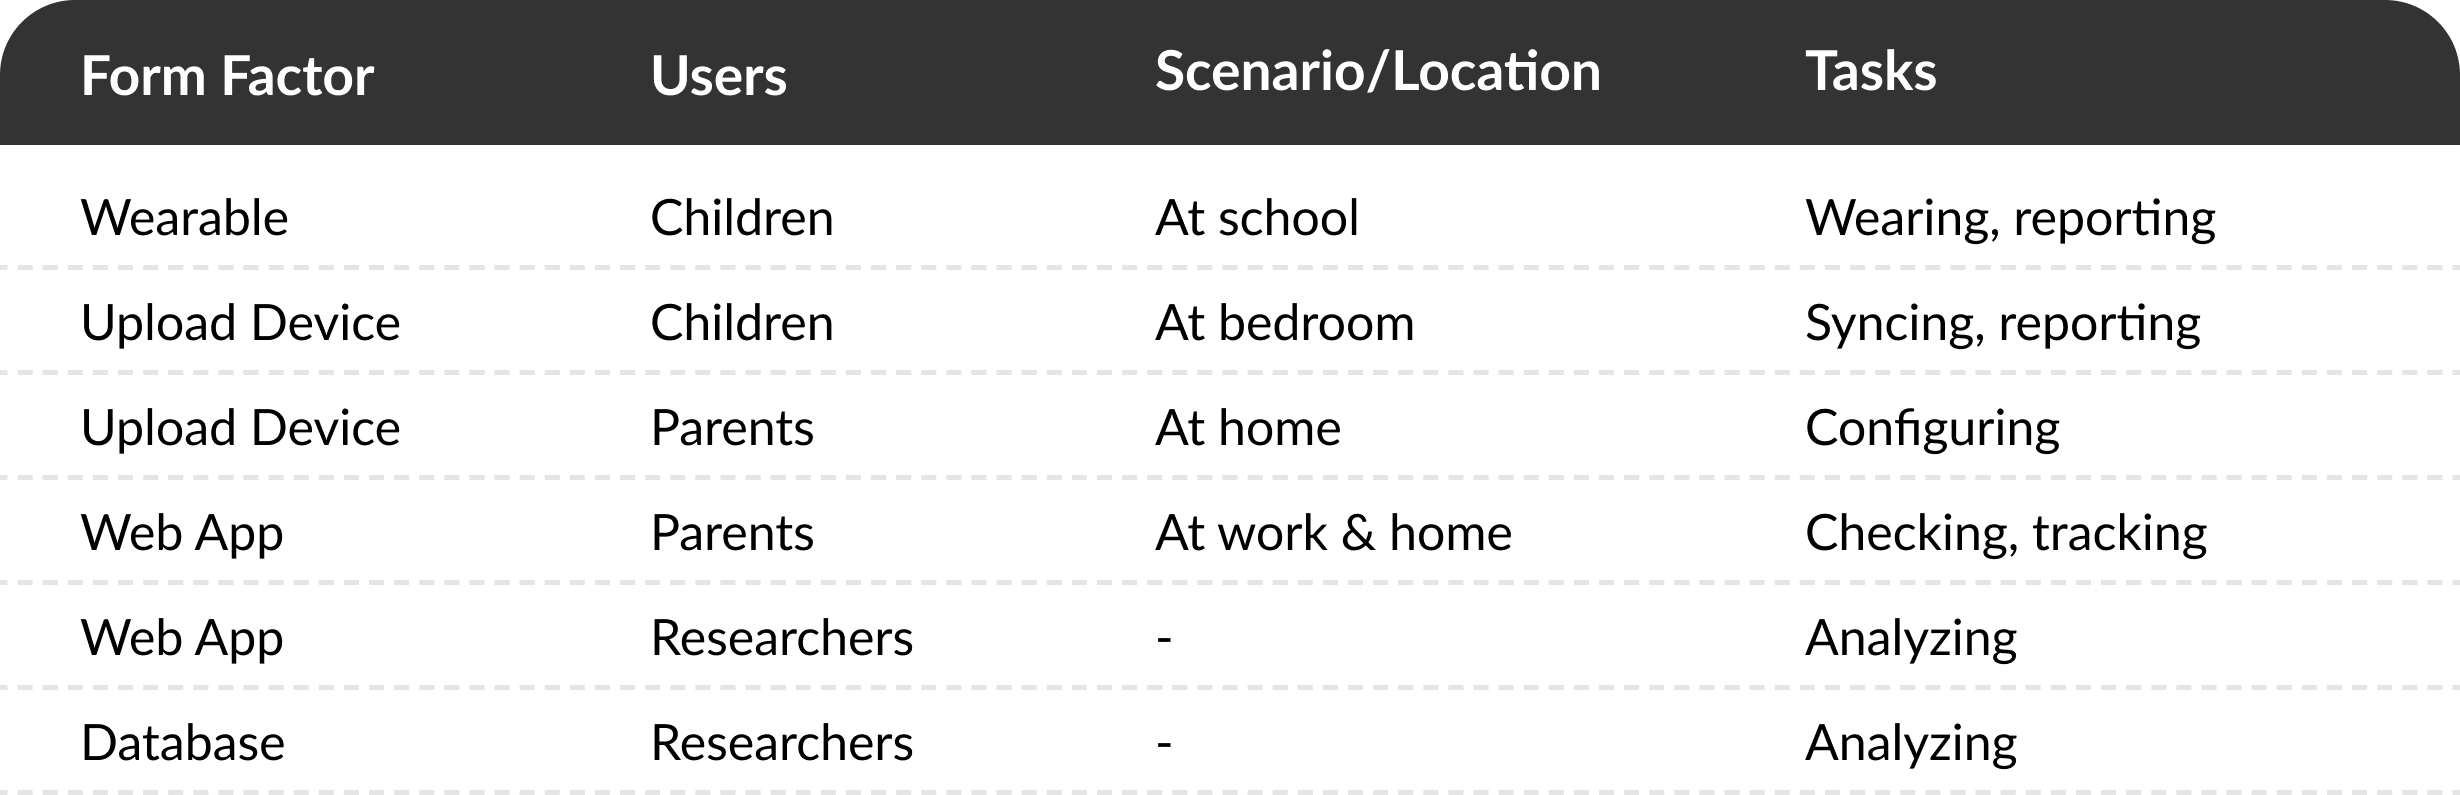 Form Factor Users Scenario/Location Tasks
Wearable Children At school Wearing, reporting
Upload Device Children At bedroom Syncing, reporting
Upload Device Parents At home Configuring
Web App Parents At work & home Checking, tracking
Web App Researchers - Analyzing
Database Researchers - Analyzing